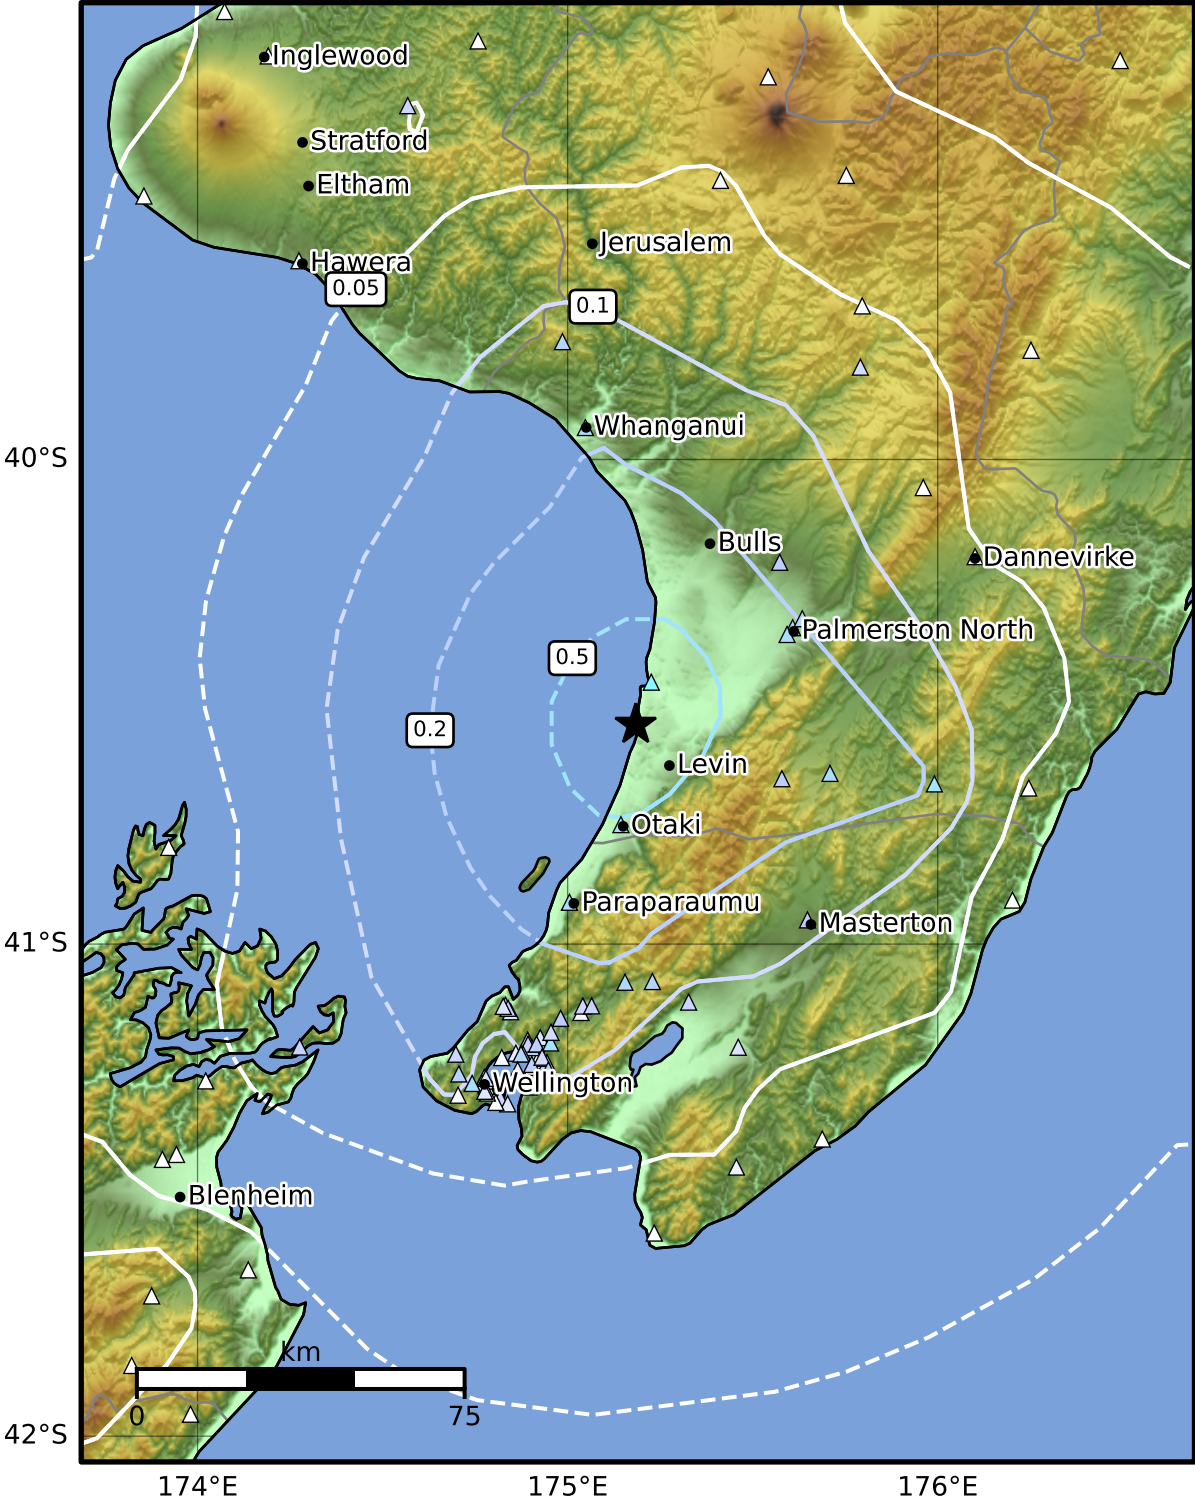 Inglewood
Stratford
Eltham
Jerusalem
Hawera
0.05
0.1
Whanganui
40°S
Bulls
Dannevirke
Palmerston North
0.5
0.2
Levin
Otaki
Paraparaumu
Masterton
41°S
Wellington
Blenheim
km
0 75
42°S
174°E 175°E 176°E